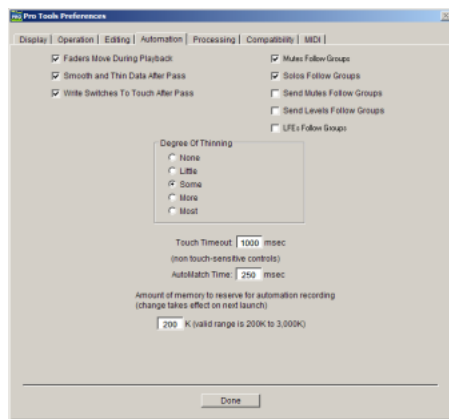 Pro Tools Preferences
Display Operation Editing Automation Processing Compatibility MIDI
Faders Move During Playback
Smooth and Thin Data After Pass
Write Switches To Touch After Pass
Mutes Follow Groups
Solos Follow Groups
Send Mutes Follow Groups
Send Levels Follow Groups
LFEs Follow Groups
Degree Of Thinning
None
Little
Some
More
Most
Touch Timeout: 1000 msec
(non touch-sensitive controls)
AutoMatch Time: 250 msec
Amount of memory to reserve for automation recording
(change takes effect on next launch)
200 K (valid range is 200K to 3,000K)
Done